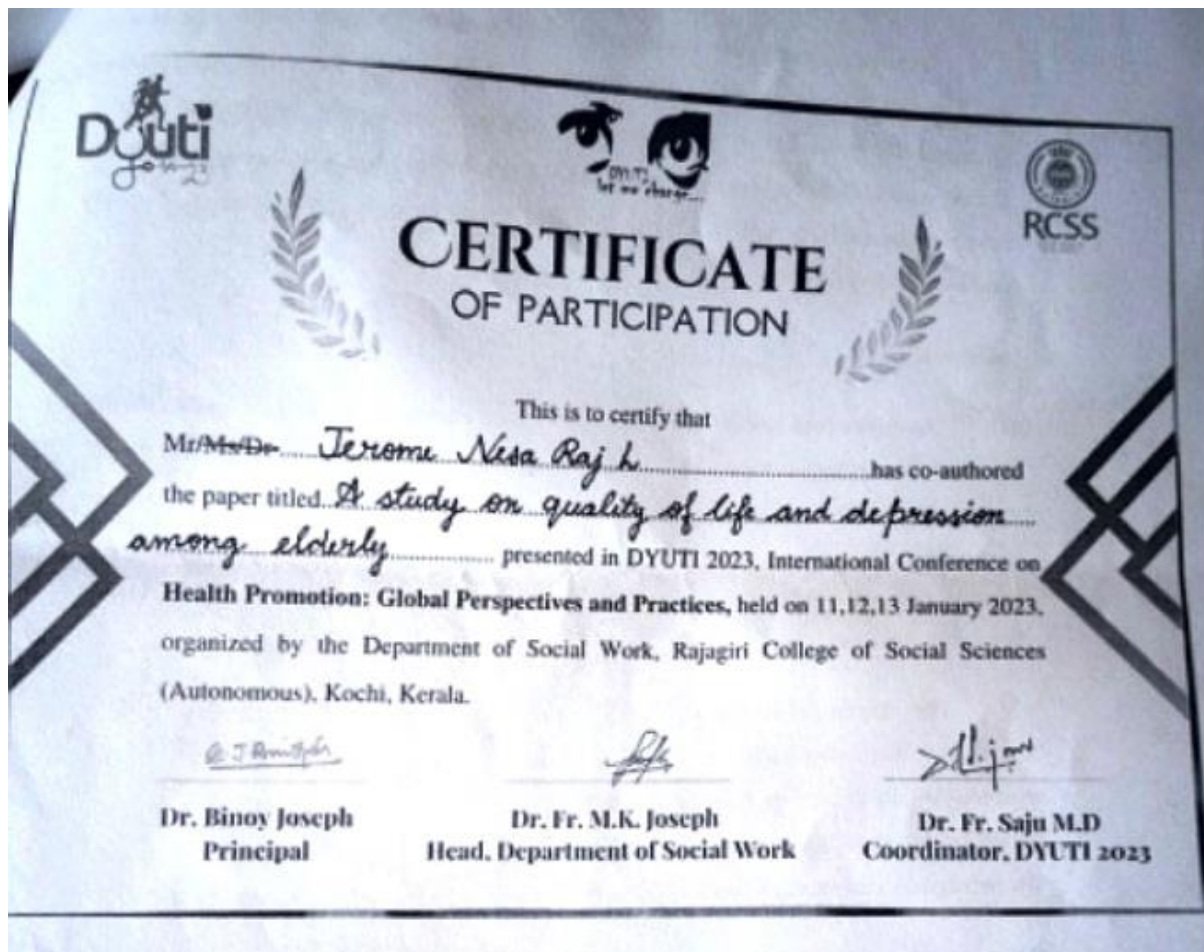 Dyuti
DYUTI
let me change...
RCSS
CERTIFICATE
OF PARTICIPATION
This is to certify that
Mr/Ms/Dr Jerome Nesa Raj L has co-authored
the paper titled A study on quality of life and depression
among elderly presented in DYUTI 2023, International Conference on
Health Promotion: Global Perspectives and Practices, held on 11,12,13 January 2023,
organized by the Department of Social Work, Rajagiri College of Social Sciences
(Autonomous), Kochi, Kerala.
Dr. Binoy Joseph
Principal
Dr. Fr. M.K. Joseph
Head, Department of Social Work
Dr. Fr. Saju M.D
Coordinator, DYUTI 2023